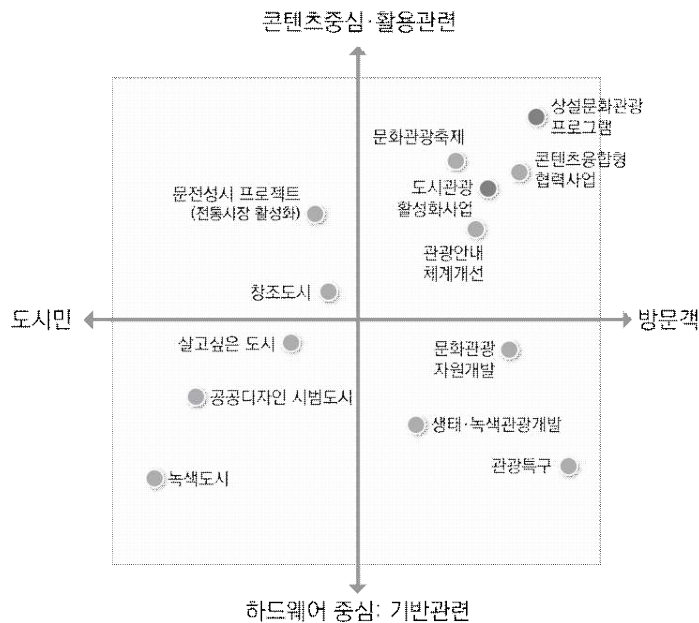 콘텐츠중심·활용관련
상설문화관광
프로그램
문화관광축제
콘텐츠융합형
협력사업
도시관광
활성화사업
문전성시 프로젝트
(전통시장 활성화)
관광안내
체계개선
창조도시
도시민
방문객
살고싶은 도시
문화관광
자원개발
공공디자인 시범도시
생태·녹색관광개발
관광특구
녹색도시
하드웨어 중심: 기반관련